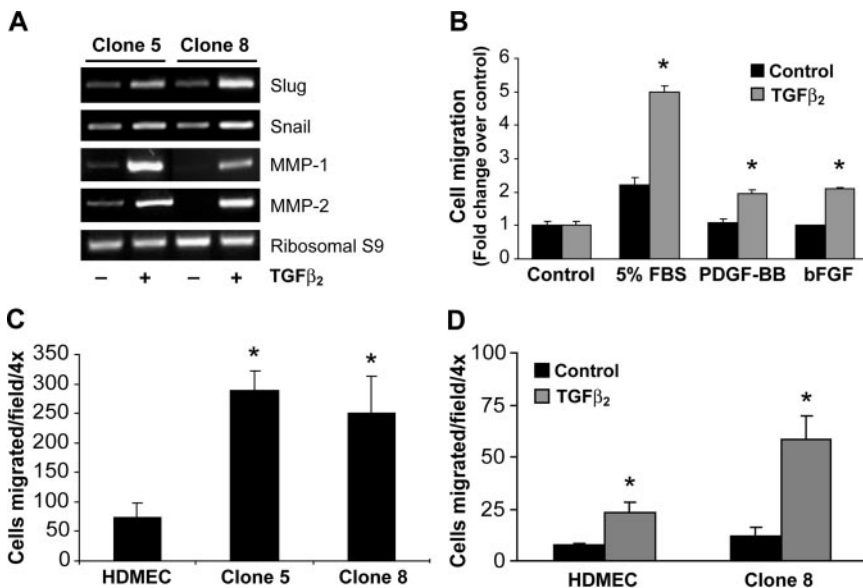 A
Clone 5 Clone 8
Slug
Snail
MMP-1
MMP-2
Ribosomal S9
– + – + TGFβ₂
B
Cell migration
(Fold change over control)
6
5
4
3
2
1
0
Control
TGFβ₂
* * *
Control 5% FBS PDGF-BB bFGF
C
Cells migrated/field/4x
350
300
250
200
150
100
50
0
* *
HDMEC Clone 5 Clone 8
D
Cells migrated/field/4x
100
75
50
25
0
Control
TGFβ₂
* *
HDMEC Clone 8